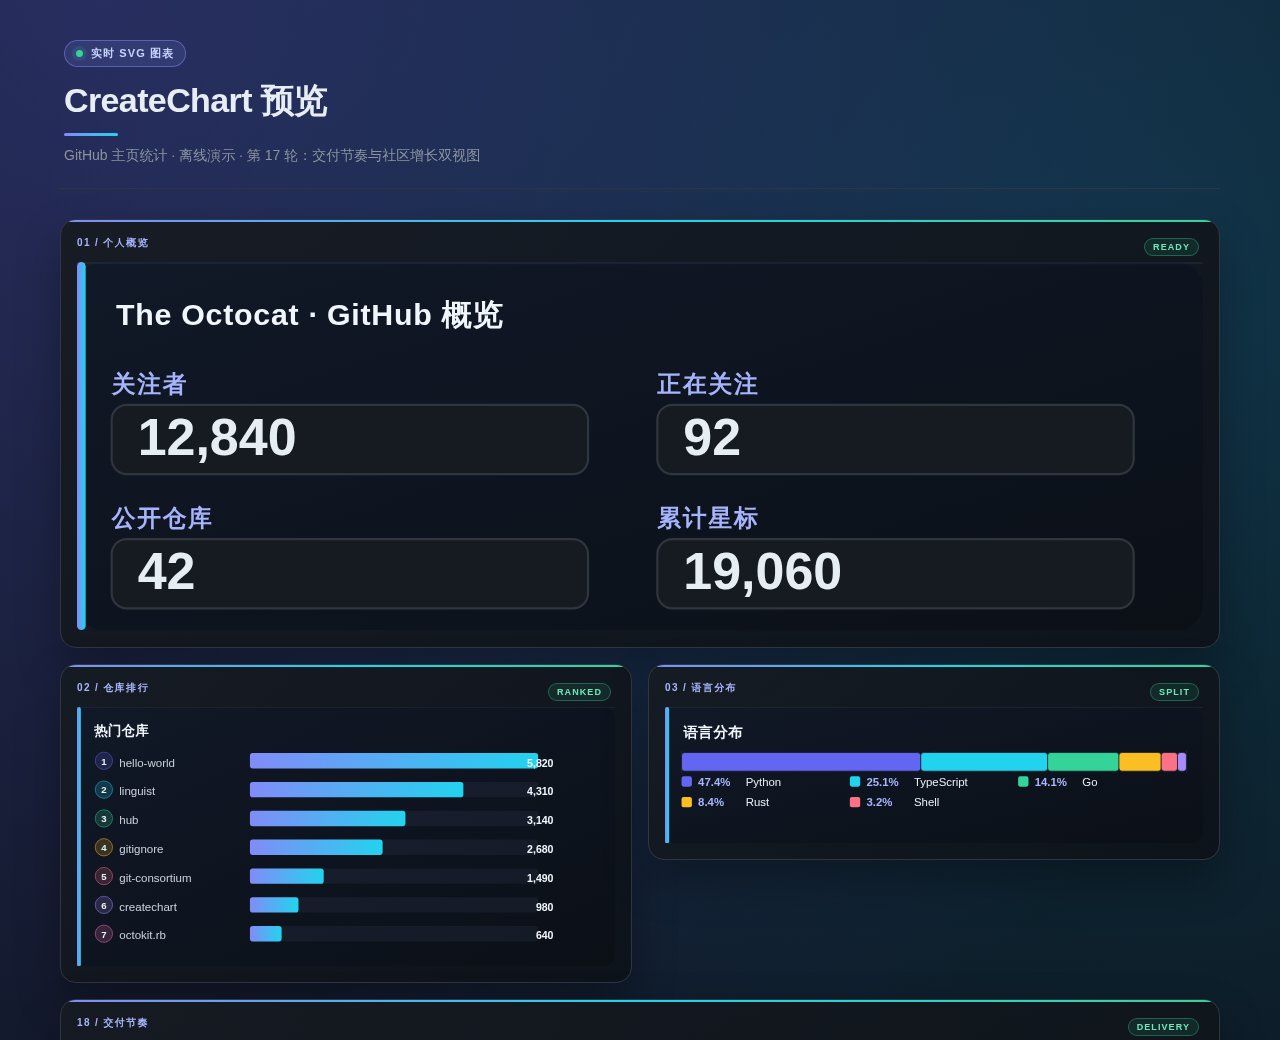 实时 SVG 图表
CreateChart 预览
GitHub 主页统计 · 离线演示 · 第 17 轮：交付节奏与社区增长双视图
01 / 个人概览
READY
The Octocat · GitHub 概览
关注者
正在关注
12,840
92
公开仓库
累计星标
42
19,060
02 / 仓库排行
RANKED
热门仓库
1 hello-world 5,820
2 linguist 4,310
3 hub 3,140
4 gitignore 2,680
5 git-consortium 1,490
6 createchart 980
7 octokit.rb 640
03 / 语言分布
SPLIT
语言分布
47.4% Python 25.1% TypeScript 14.1% Go
8.4% Rust 3.2% Shell
18 / 交付节奏
DELIVERY